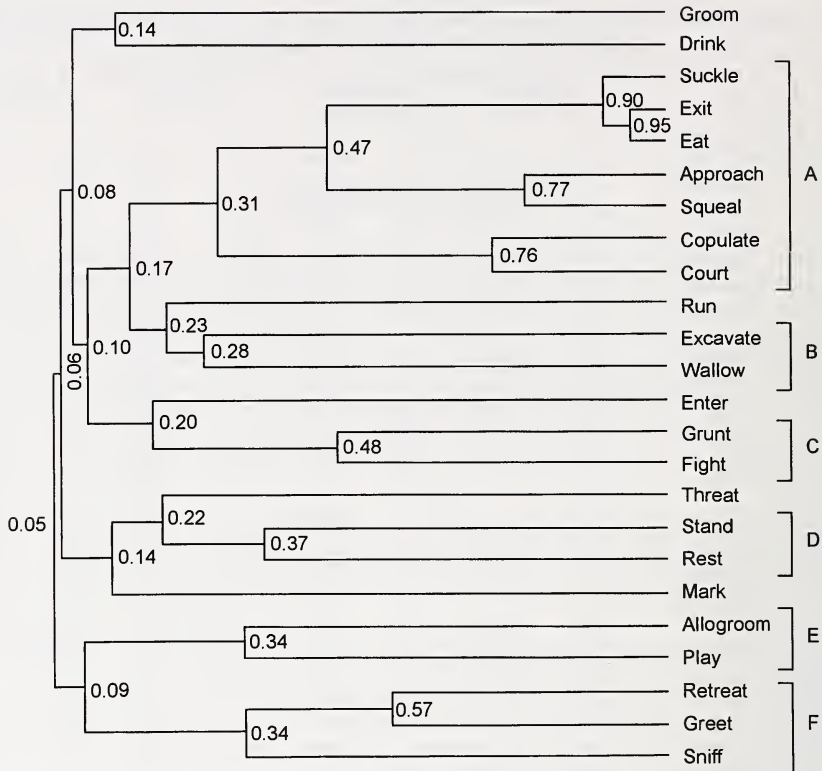 Groom
0.14
Drink
Suckle
0.90
Exit
0.95
Eat
0.47
Approach
A
0.77
0.08
Squeal
0.31
Copulate
0.76
Court
0.17
Run
0.23
Excavate
0.06
0.10
0.28
B
Wallow
Enter
0.20
Grunt
0.48
C
Fight
Threat
0.22
0.05
Stand
0.37
D
0.14
Rest
Mark
Allogroom
0.34
E
Play
0.09
Retreat
0.57
Greet
F
0.34
Sniff